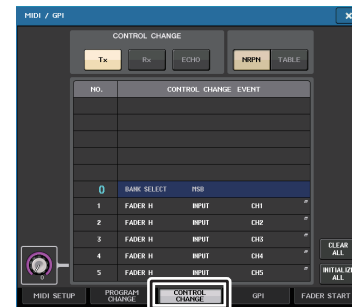 MIDI / GPI
CONTROL CHANGE
Tx Rx ECHO NRPN TABLE
NO. CONTROL CHANGE EVENT
0 BANK SELECT MSB
1 FADER H INPUT CH1
2 FADER H INPUT CH2
3 FADER H INPUT CH3
4 FADER H INPUT CH4
5 FADER H INPUT CH5
CLEAR ALL
INITIALIZE ALL
0
MIDI SETUP PROGRAM CHANGE CONTROL CHANGE GPI FADER START